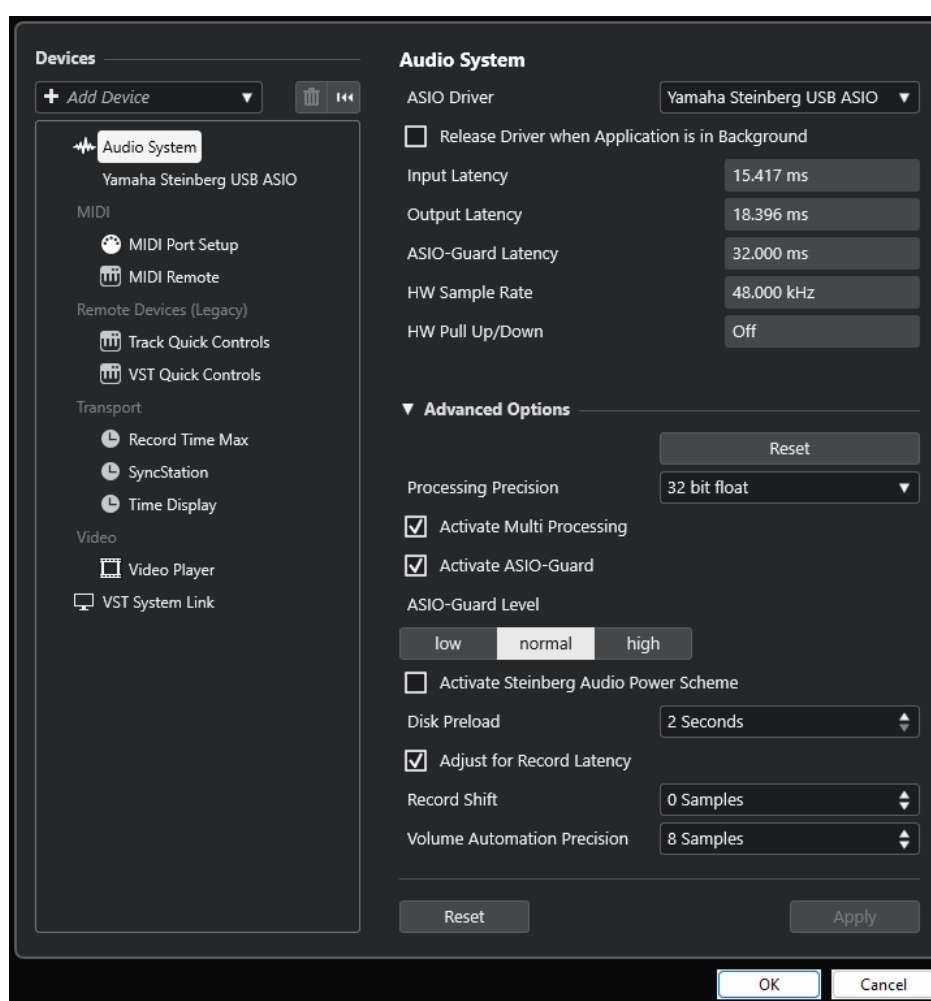 Devices
Add Device
Audio System
Yamaha Steinberg USB ASIO
MIDI
MIDI Port Setup
MIDI Remote
Remote Devices (Legacy)
Track Quick Controls
VST Quick Controls
Transport
Record Time Max
SyncStation
Time Display
Video
Video Player
VST System Link
Audio System
ASIO Driver Yamaha Steinberg USB ASIO
Release Driver when Application is in Background
Input Latency 15.417 ms
Output Latency 18.396 ms
ASIO-Guard Latency 32.000 ms
HW Sample Rate 48.000 kHz
HW Pull Up/Down Off
Advanced Options
Reset
Processing Precision 32 bit float
Activate Multi Processing
Activate ASIO-Guard
ASIO-Guard Level
low normal high
Activate Steinberg Audio Power Scheme
Disk Preload 2 Seconds
Adjust for Record Latency
Record Shift 0 Samples
Volume Automation Precision 8 Samples
Reset Apply
OK Cancel